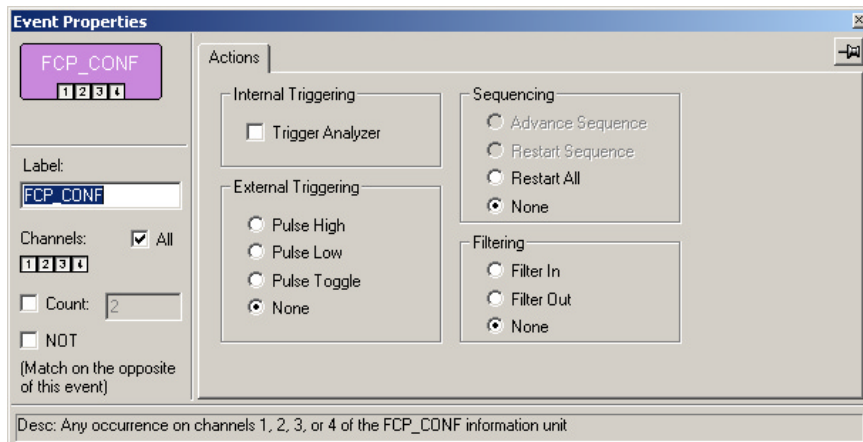 Event Properties
FCP_CONF
1 2 3 4
Label:
FCP_CONF
Channels:
All
1 2 3 4
Count:
2
NOT
(Match on the opposite
of this event)
Actions
Internal Triggering
Trigger Analyzer
External Triggering
Pulse High
Pulse Low
Pulse Toggle
None
Sequencing
Advance Sequence
Restart Sequence
Restart All
None
Filtering
Filter In
Filter Out
None
Desc: Any occurrence on channels 1, 2, 3, or 4 of the FCP_CONF information unit